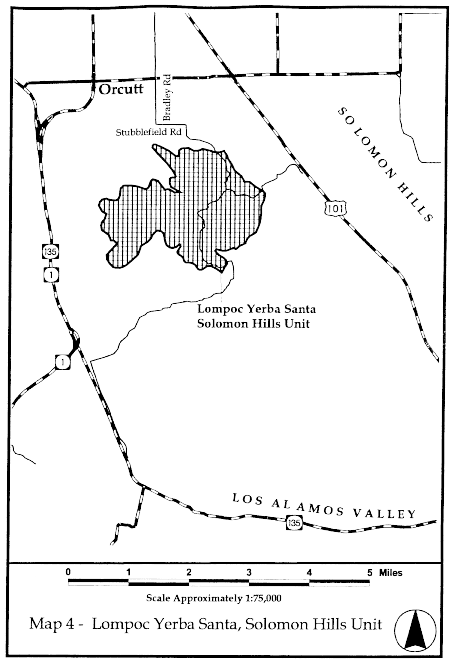 Orcutt
Bradley Rd
Stubblefield Rd
SOLOMON HILLS
101
135
1
Lompoc Yerba Santa
Solomon Hills Unit
1
LOS ALAMOS VALLEY
135
0 1 2 3 4 5 Miles
Scale Approximately 1:75,000
Map 4 - Lompoc Yerba Santa, Solomon Hills Unit